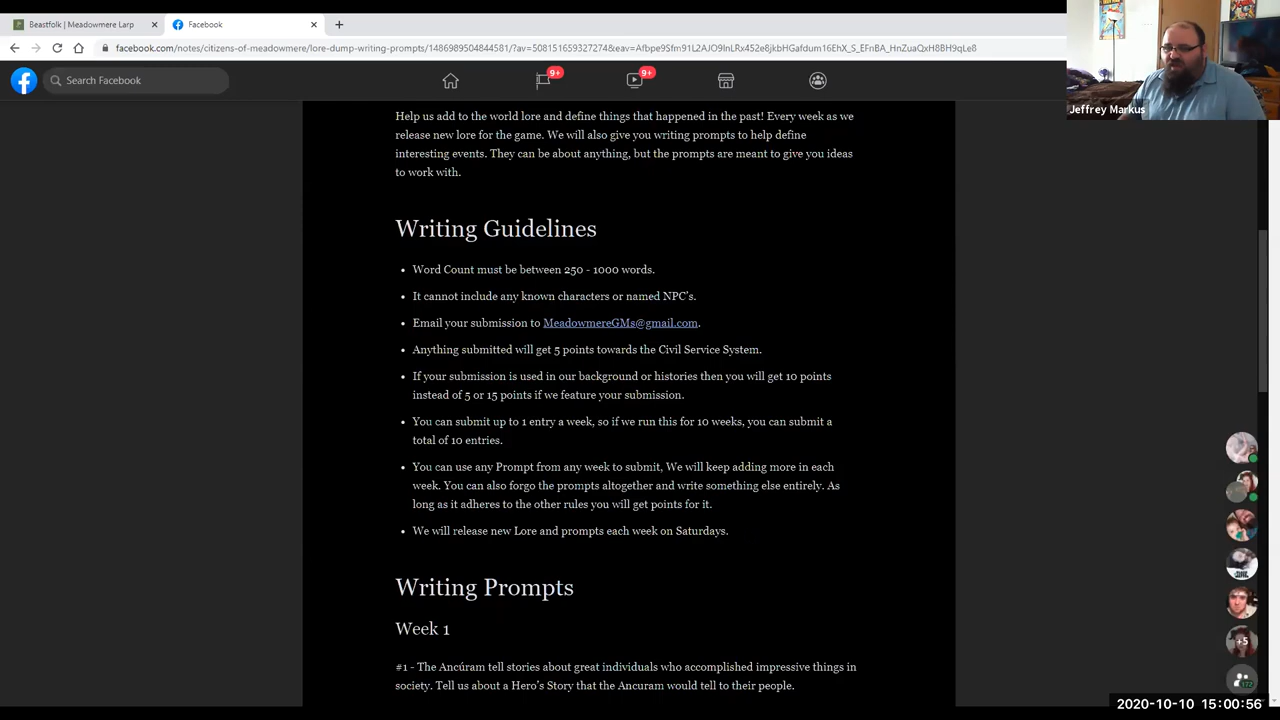 Beastfolk | Meadowmere Larp
Facebook
facebook.com/notes/citizens-of-meadowmere/lore-dump-writing-prompts/1486989504844581/?av=508151659327274&eav=Afbpe9Sfm91L2AJO9InLRx452e8jkbHGafdum16EhX_S_EFnBA_HnZuaQxH8BH9qLe8
Search Facebook
9+
9+
Jeffrey Markus
Help us add to the world lore and define things that happened in the past! Every week as we
release new lore for the game. We will also give you writing prompts to help define
interesting events. They can be about anything, but the prompts are meant to give you ideas
to work with.
Writing Guidelines
• Word Count must be between 250 - 1000 words.
• It cannot include any known characters or named NPC's.
• Email your submission to MeadowmereGMs@gmail.com.
• Anything submitted will get 5 points towards the Civil Service System.
• If your submission is used in our background or histories then you will get 10 points
instead of 5 or 15 points if we feature your submission.
• You can submit up to 1 entry a week, so if we run this for 10 weeks, you can submit a
total of 10 entries.
• You can use any Prompt from any week to submit, We will keep adding more in each
week. You can also forgo the prompts altogether and write something else entirely. As
long as it adheres to the other rules you will get points for it.
• We will release new Lore and prompts each week on Saturdays.
Writing Prompts
Week 1
#1 - The Ancúram tell stories about great individuals who accomplished impressive things in
society. Tell us about a Hero's Story that the Ancuram would tell to their people.
+5
172
2020-10-10 15:00:56